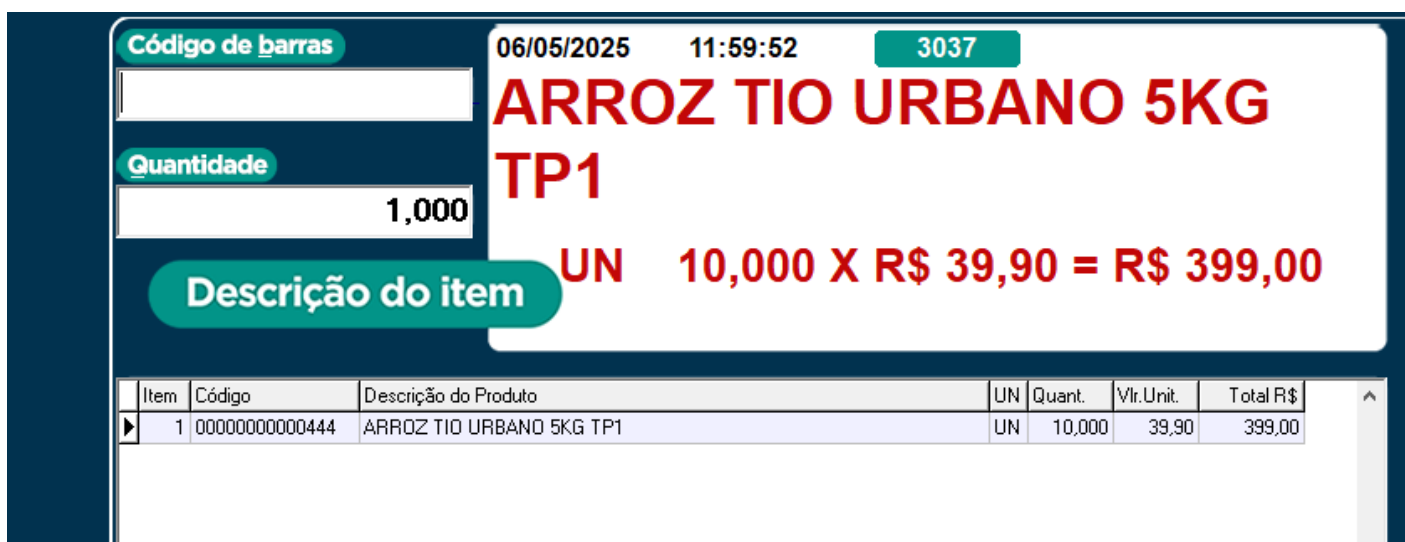 Código de barras
06/05/2025 11:59:52 3037
ARROZ TIO URBANO 5KG
TP1
Quantidade
1,000
UN 10,000 X R$ 39,90 = R$ 399,00
Descrição do item
Item Código Descrição do Produto UN Quant. Vlr.Unit. Total R$
1 00000000000444 ARROZ TIO URBANO 5KG TP1 UN 10,000 39,90 399,00